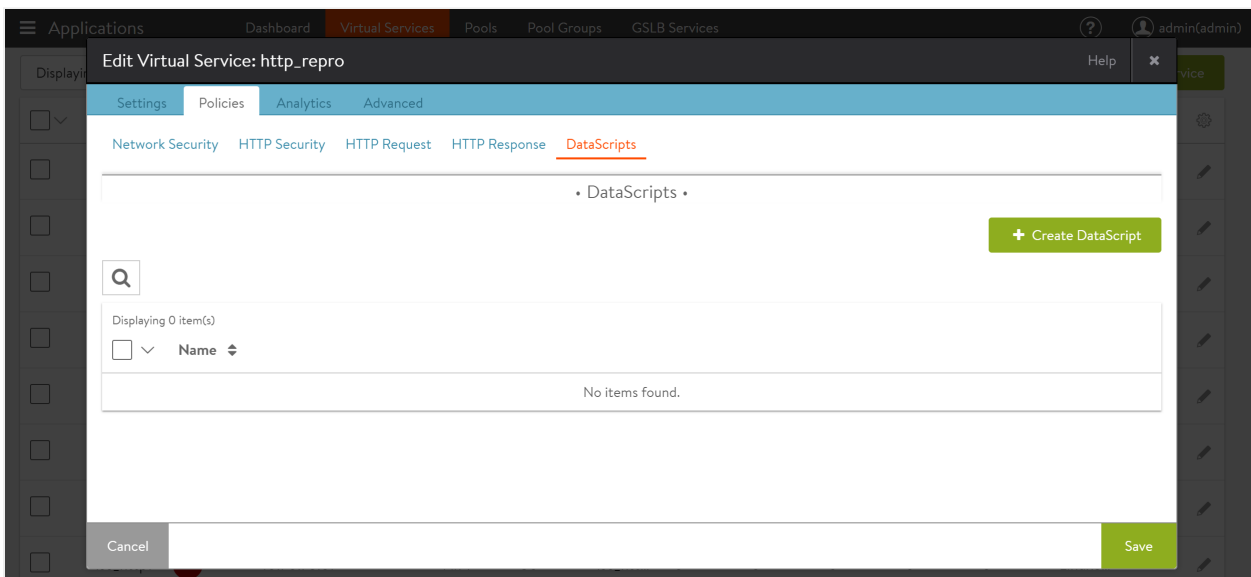 Applications Dashboard Virtual Services Pools Pool Groups GSLB Services ? admin(admin)
Edit Virtual Service: http_repro Help
Settings Policies Analytics Advanced
Network Security HTTP Security HTTP Request HTTP Response DataScripts
• DataScripts •
+ Create DataScript
Displaying 0 item(s)
Name
No items found.
Cancel Save